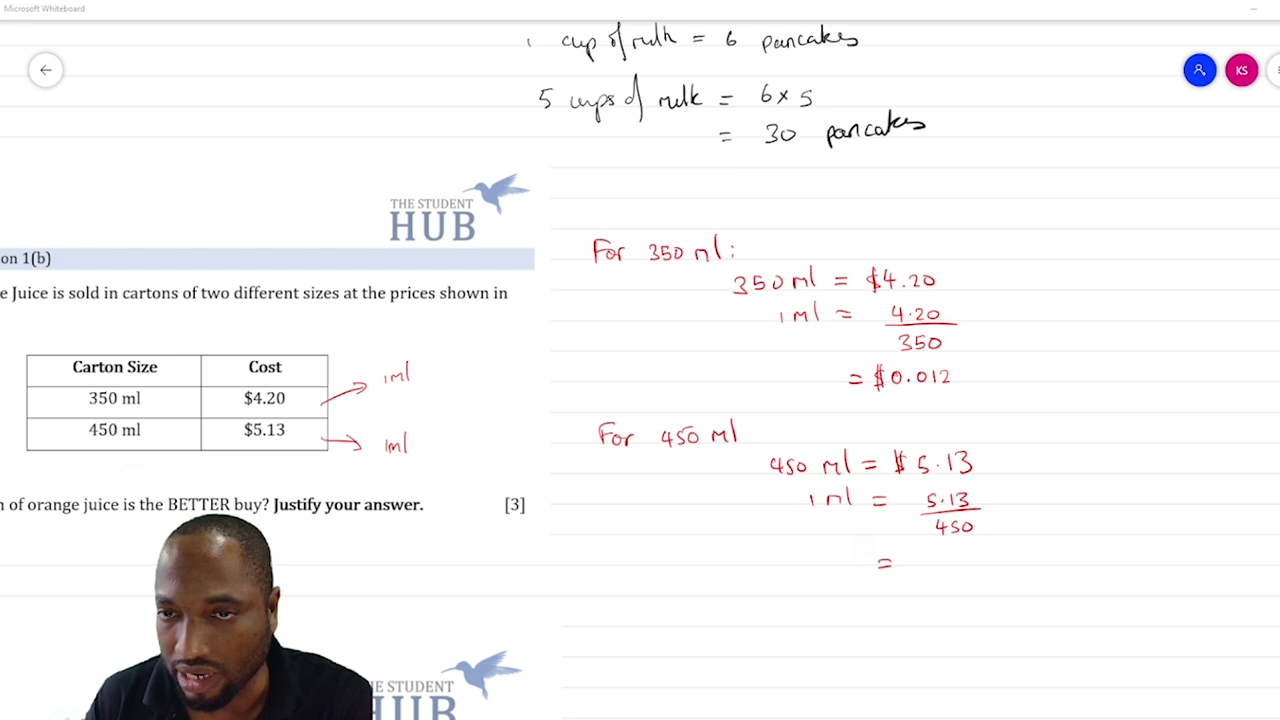 Microsoft Whiteboard
1 cup of milk = 6 pancakes
5 cups of milk = 6 x 5
= 30 pancakes
KS
THE STUDENT
HUB
on 1(b)
e Juice is sold in cartons of two different sizes at the prices shown in
Carton Size Cost
350 ml $4.20
450 ml $5.13
1ml
1ml
n of orange juice is the BETTER buy? Justify your answer. [3]
For 350 ml:
350 ml = $4.20
1 ml = 4.20
350
= $0.012
For 450 ml
450 ml = $5.13
1 ml = 5.13
450
=
HE STUDENT
HUB